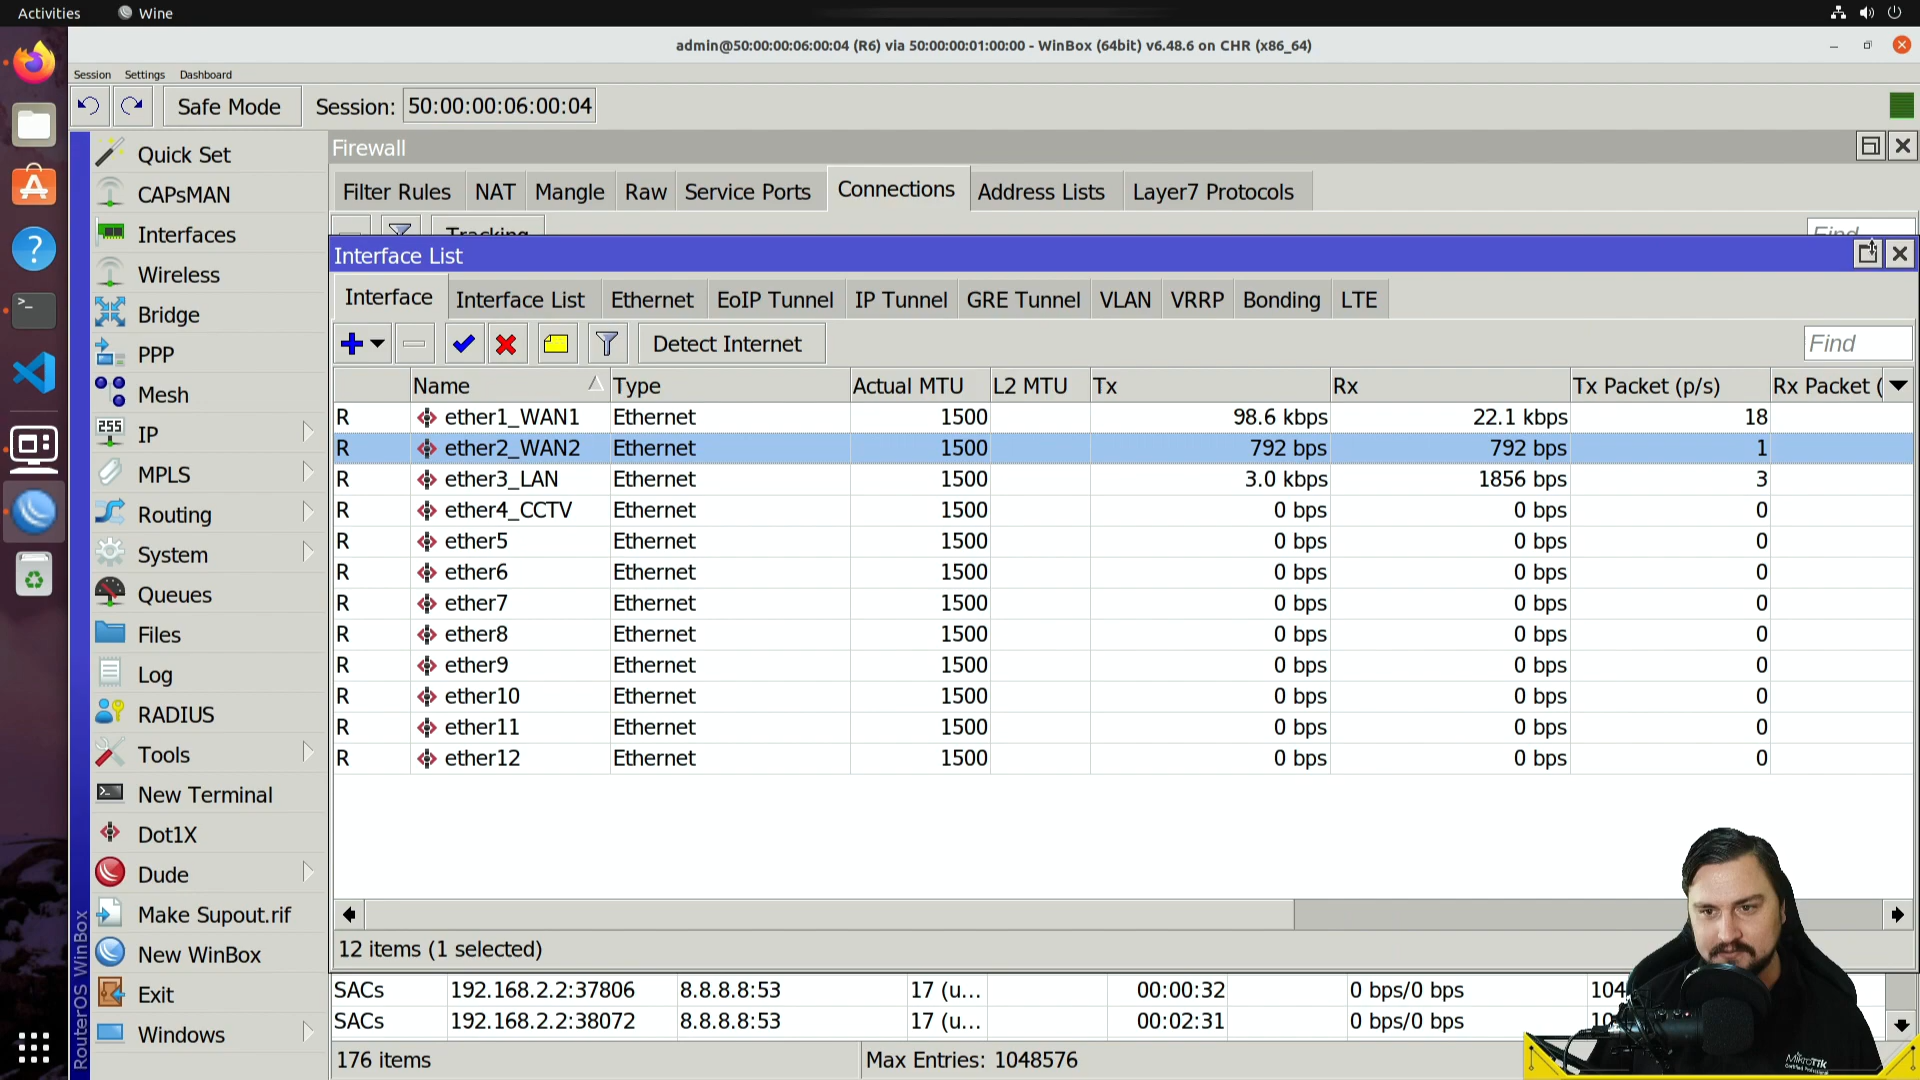 Activities Wine
admin@50:00:00:06:00:04 (R6) via 50:00:00:01:00:00 - WinBox (64bit) v6.48.6 on CHR (x86_64)
Session Settings Dashboard
Safe Mode Session: 50:00:00:06:00:04
Quick Set
CAPsMAN
Interfaces
Wireless
Bridge
PPP
Mesh
IP
MPLS
Routing
System
Queues
Files
Log
RADIUS
Tools
New Terminal
Dot1X
Dude
Make Supout.rif
New WinBox
Exit
Windows
RouterOS WinBox
Firewall
Filter Rules NAT Mangle Raw Service Ports Connections Address Lists Layer7 Protocols
Tracking Find
Interface List
Interface Interface List Ethernet EoIP Tunnel IP Tunnel GRE Tunnel VLAN VRRP Bonding LTE
Detect Internet Find
Name Type Actual MTU L2 MTU Tx Rx Tx Packet (p/s) Rx Packet (
R ether1_WAN1 Ethernet 1500 98.6 kbps 22.1 kbps 18
R ether2_WAN2 Ethernet 1500 792 bps 792 bps 1
R ether3_LAN Ethernet 1500 3.0 kbps 1856 bps 3
R ether4_CCTV Ethernet 1500 0 bps 0 bps 0
R ether5 Ethernet 1500 0 bps 0 bps 0
R ether6 Ethernet 1500 0 bps 0 bps 0
R ether7 Ethernet 1500 0 bps 0 bps 0
R ether8 Ethernet 1500 0 bps 0 bps 0
R ether9 Ethernet 1500 0 bps 0 bps 0
R ether10 Ethernet 1500 0 bps 0 bps 0
R ether11 Ethernet 1500 0 bps 0 bps 0
R ether12 Ethernet 1500 0 bps 0 bps 0
12 items (1 selected)
SACs 192.168.2.2:37806 8.8.8.8:53 17 (u... 00:00:32 0 bps/0 bps 104
SACs 192.168.2.2:38072 8.8.8.8:53 17 (u... 00:02:31 0 bps/0 bps 10
176 items Max Entries: 1048576
MikroTik